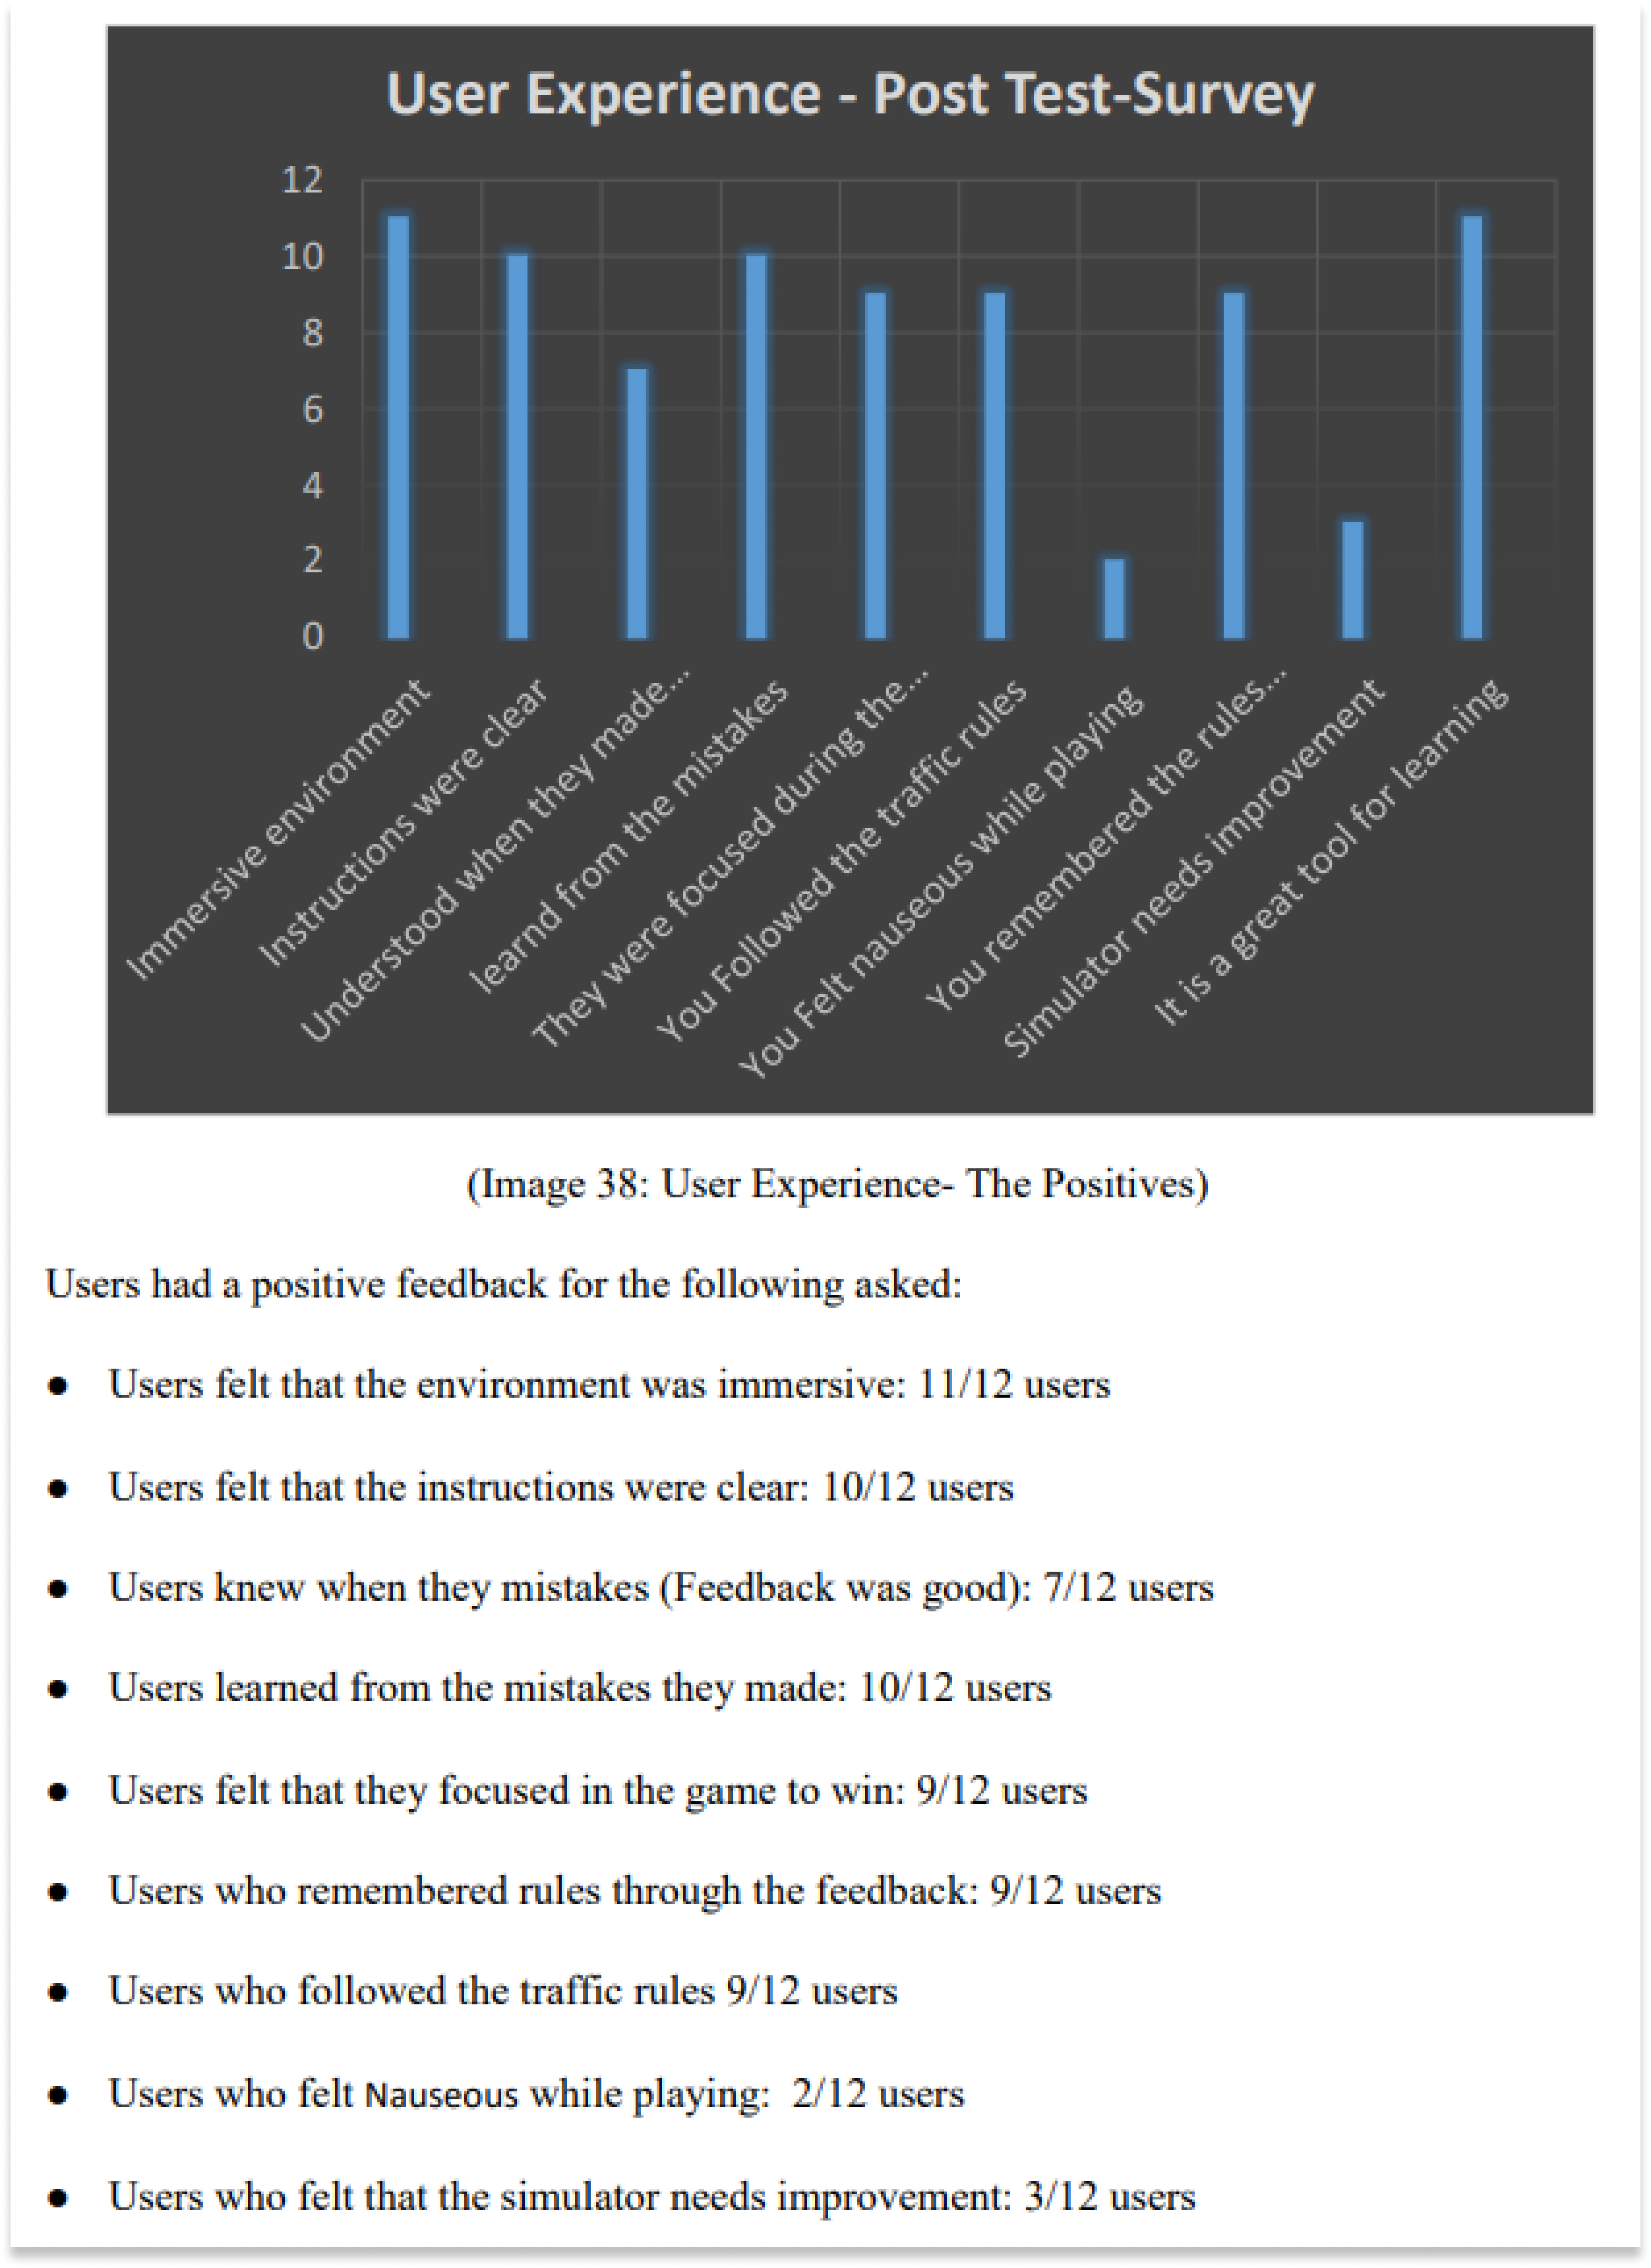 User Experience - Post Test-Survey
12
10
8
6
4
2
0
Immersive environment
Instructions were clear
Understood when they made...
learnd from the mistakes
They were focused during the...
You Followed the traffic rules
You Felt nauseous while playing
You remembered the rules...
Simulator needs improvement
It is a great tool for learning
(Image 38: User Experience- The Positives)
Users had a positive feedback for the following asked:
● Users felt that the environment was immersive: 11/12 users
● Users felt that the instructions were clear: 10/12 users
● Users knew when they mistakes (Feedback was good): 7/12 users
● Users learned from the mistakes they made: 10/12 users
● Users felt that they focused in the game to win: 9/12 users
● Users who remembered rules through the feedback: 9/12 users
● Users who followed the traffic rules 9/12 users
● Users who felt Nauseous while playing:  2/12 users
● Users who felt that the simulator needs improvement: 3/12 users